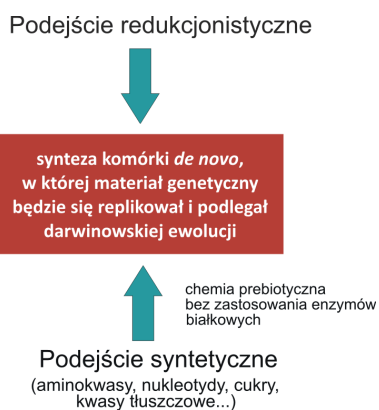 Podejście redukcjonistyczne
synteza komórki de novo,
w której materiał genetyczny
będzie się replikował i podlegał
darwinowskiej ewolucji
chemia prebiotyczna
bez zastosowania enzymów
białkowych
Podejście syntetyczne
(aminokwasy, nukleotydy, cukry,
kwasy tłuszczowe...)